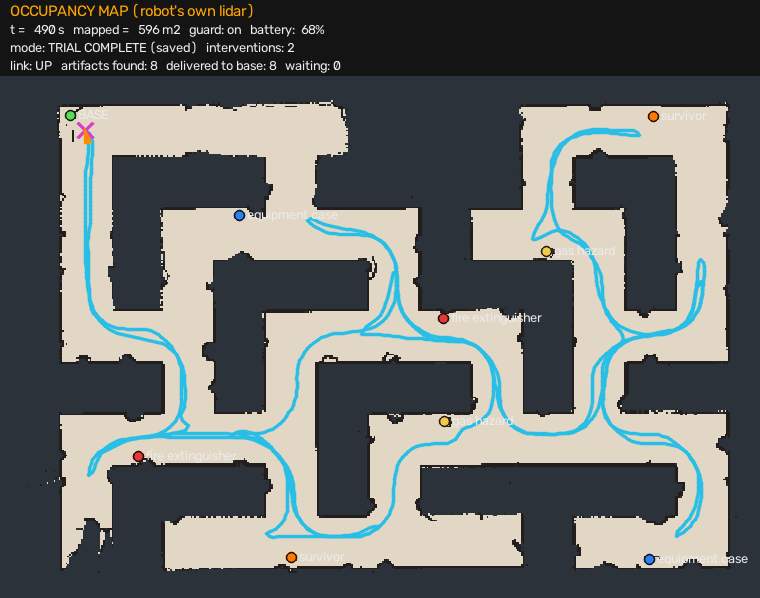 OCCUPANCY MAP (robot's own lidar)
t = 490 s mapped = 596 m2 guard: on battery: 68%
mode: TRIAL COMPLETE (saved) interventions: 2
link: UP artifacts found: 8 delivered to base: 8 waiting: 0
BASE
survivor
equipment case
gas hazard
fire extinguisher
gas hazard
fire extinguisher
survivor
equipment case